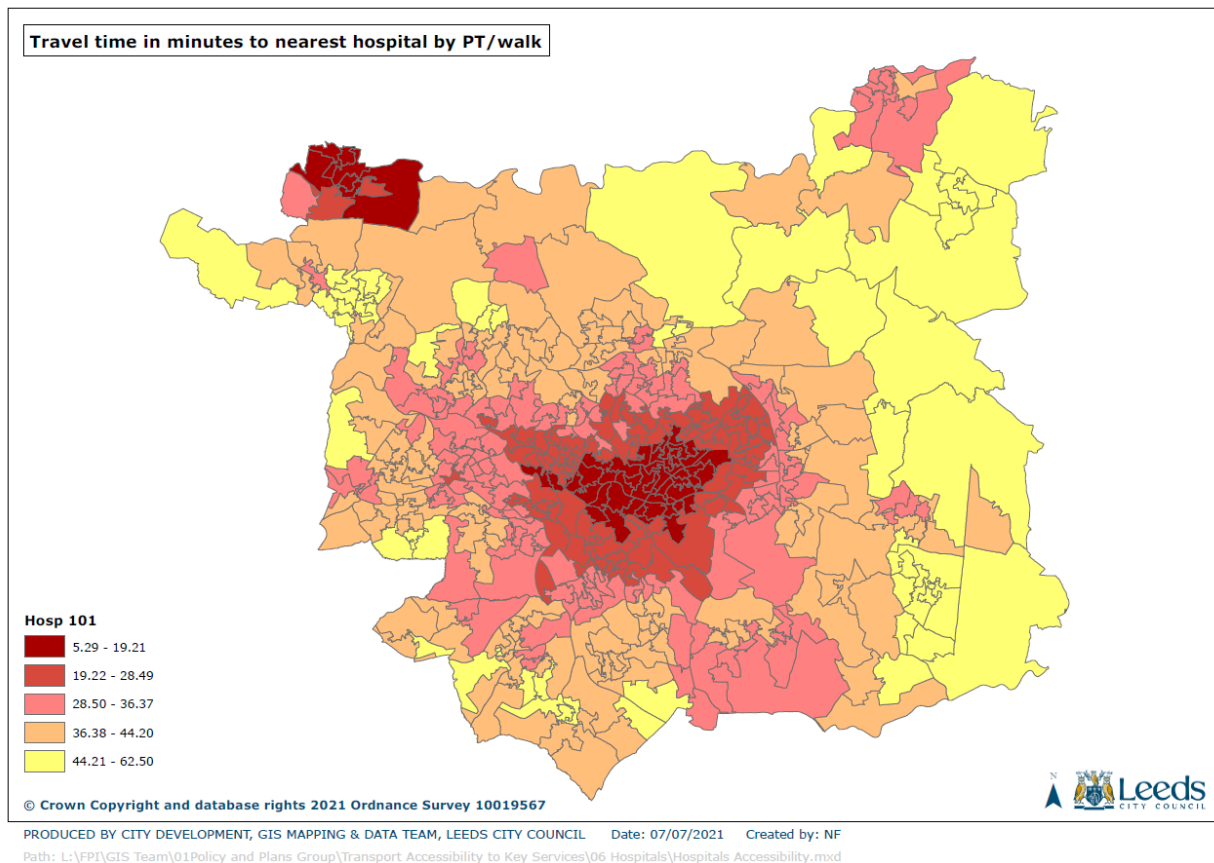 Travel time in minutes to nearest hospital by PT/walk
Hosp 101
5.29 - 19.21
19.22 - 28.49
28.50 - 36.37
36.38 - 44.20
44.21 - 62.50
© Crown Copyright and database rights 2021 Ordnance Survey 10019567
N
Leeds
CITY COUNCIL
PRODUCED BY CITY DEVELOPMENT, GIS MAPPING & DATA TEAM, LEEDS CITY COUNCIL Date: 07/07/2021 Created by: NF
Path: L:\FPI\GIS Team\01Policy and Plans Group\Transport Accessibility to Key Services\06 Hospitals\Hospitals Accessibility.mxd